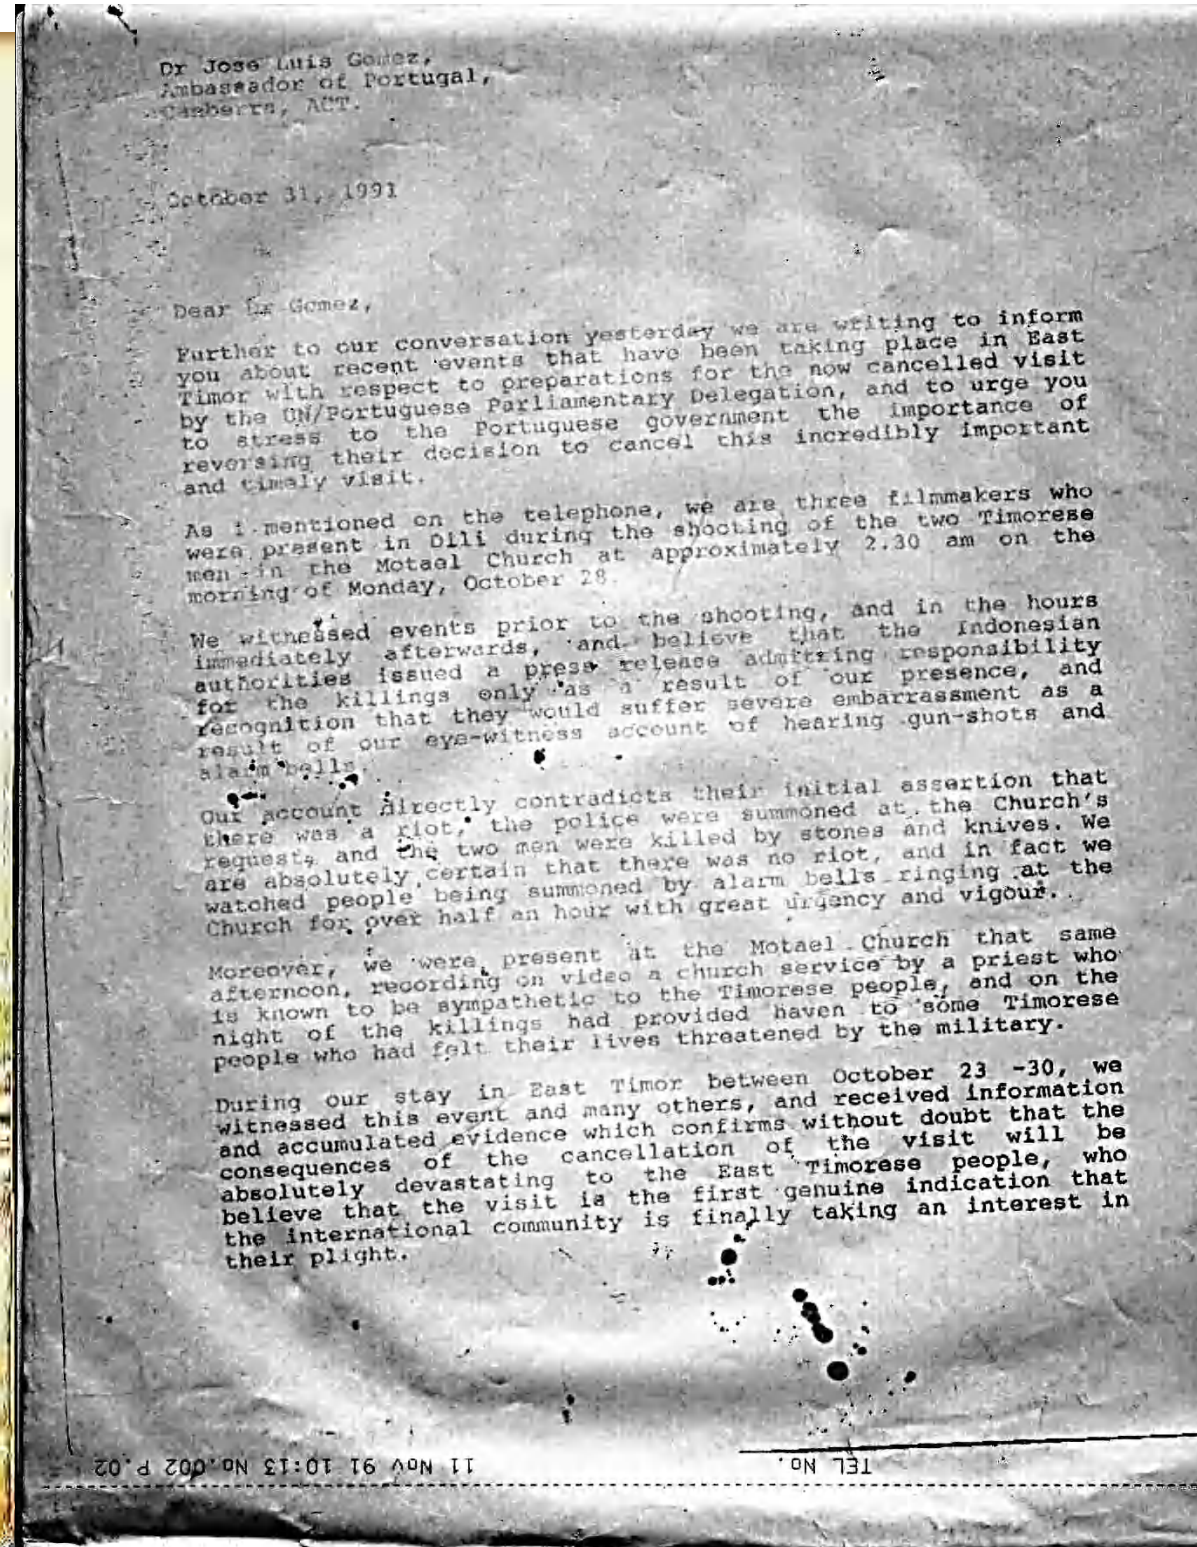 Dr Jose Luis Gomez,
Ambassador of Portugal,
Canberra, ACT.
October 31, 1991
Dear Dr Gomez,
Further to our conversation yesterday we are writing to inform
you about recent events that have been taking place in East
Timor with respect to preparations for the now cancelled visit
by the UN/Portuguese Parliamentary Delegation, and to urge you
to stress to the Portuguese government the importance of
reversing their decision to cancel this incredibly important
and timely visit.
As I mentioned on the telephone, we are three filmmakers who
were present in Dili during the shooting of the two Timorese
men in the Motael Church at approximately 2.30 am on the
morning of Monday, October 28.
We witnessed events prior to the shooting, and in the hours
immediately afterwards, and believe that the Indonesian
authorities issued a press release admitting responsibility
for the killings only as a result of our presence, and
recognition that they would suffer severe embarrassment as a
result of our eye-witness account of hearing gun-shots and
alarm bells.
Our account directly contradicts their initial assertion that
there was a riot, the police were summoned at the Church's
request, and the two men were killed by stones and knives. We
are absolutely certain that there was no riot, and in fact we
watched people being summoned by alarm bells ringing at the
Church for over half an hour with great urgency and vigour.
Moreover, we were present at the Motael Church that same
afternoon, recording on video a church service by a priest who
is known to be sympathetic to the Timorese people, and on the
night of the killings had provided haven to some Timorese
people who had felt their lives threatened by the military.
During our stay in East Timor between October 23 -30, we
witnessed this event and many others, and received information
and accumulated evidence which confirms without doubt that the
consequences of the cancellation of the visit will be
absolutely devastating to the East Timorese people, who
believe that the visit is the first genuine indication that
the international community is finally taking an interest in
their plight.
TEL No. 11 Nov 91 10:13 No.002 P.02